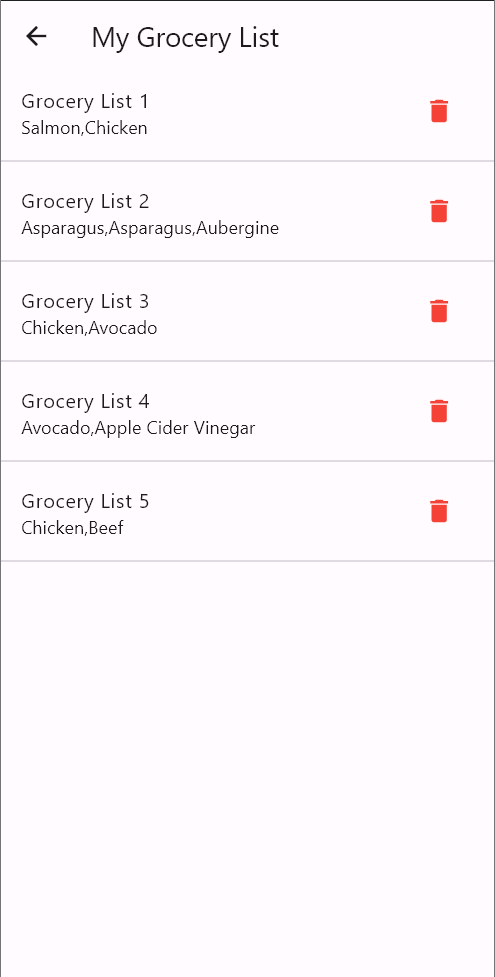 My Grocery List
Grocery List 1
Salmon,Chicken
Grocery List 2
Asparagus,Asparagus,Aubergine
Grocery List 3
Chicken,Avocado
Grocery List 4
Avocado,Apple Cider Vinegar
Grocery List 5
Chicken,Beef